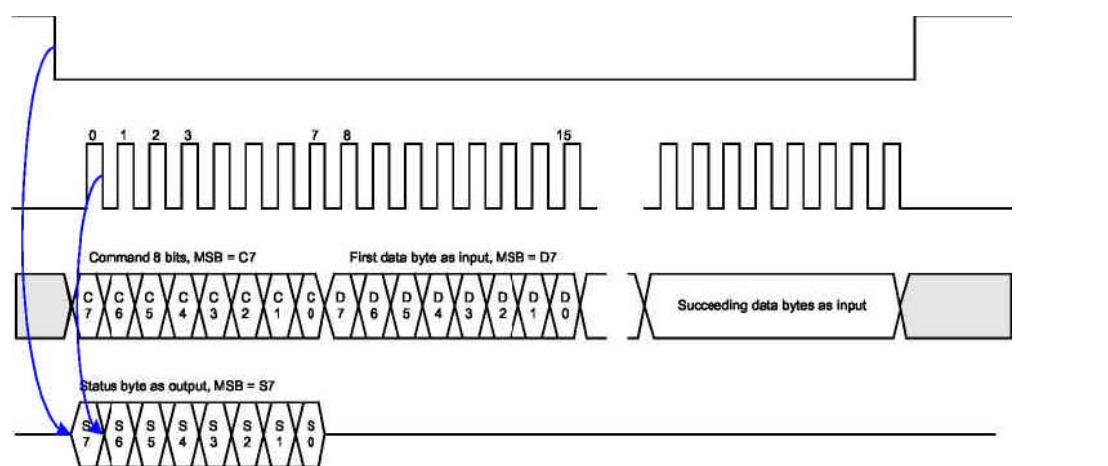 0 1 2 3 7 8 15
Command 8 bits, MSB = C7 First data byte as input, MSB = D7
C C C C C C C C D D D D D D D D
7 6 5 4 3 2 1 0 7 6 5 4 3 2 1 0
Succeeding data bytes as input
Status byte as output, MSB = S7
S S S S S S S S
7 6 5 4 3 2 1 0